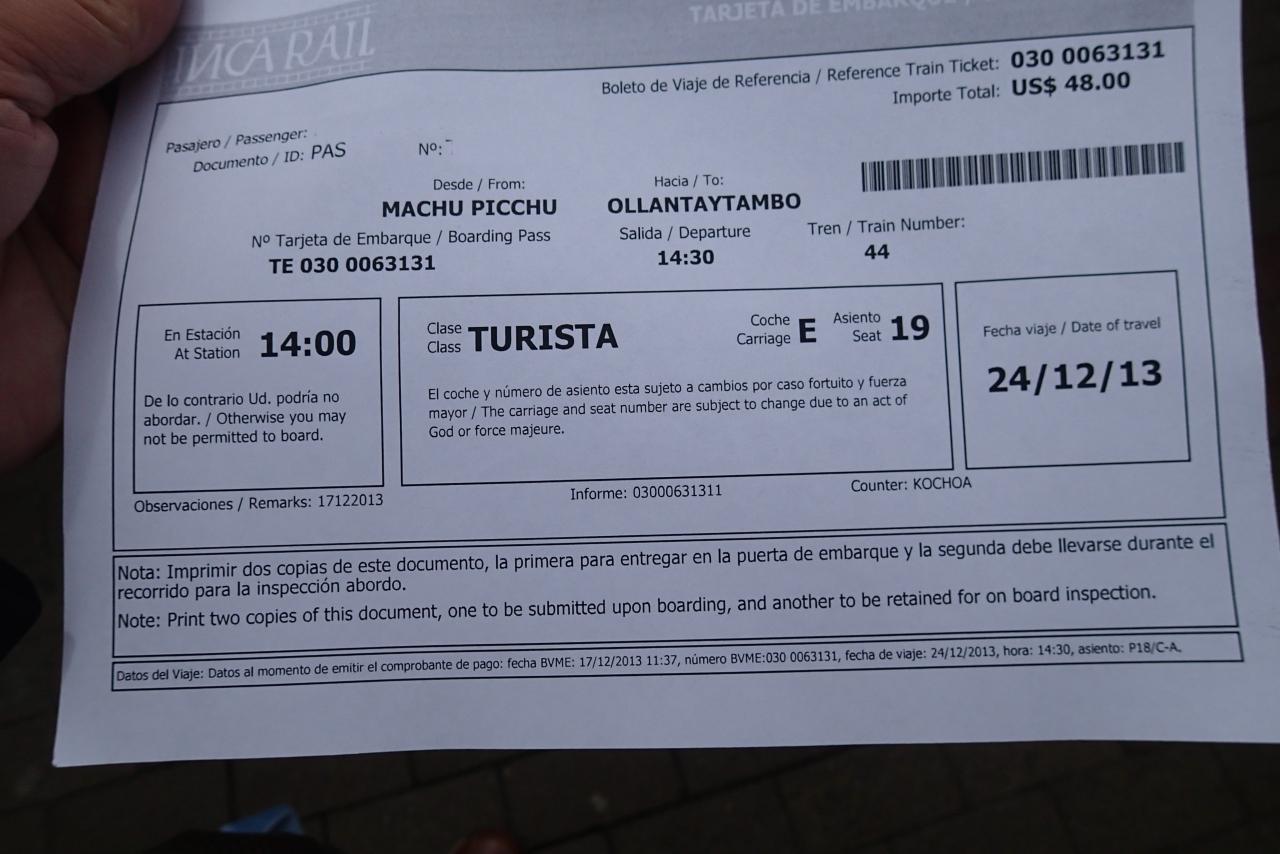 INCA RAIL
TARJETA DE EMBARQUE /
Boleto de Viaje de Referencia / Reference Train Ticket: 030 0063131
Importe Total: US$ 48.00
Pasajero / Passenger:
Documento / ID: PAS Nº:
Desde / From: Hacia / To:
MACHU PICCHU OLLANTAYTAMBO
Nº Tarjeta de Embarque / Boarding Pass Salida / Departure Tren / Train Number:
TE 030 0063131 14:30 44
En Estación
At Station 14:00
De lo contrario Ud. podría no
abordar. / Otherwise you may
not be permitted to board.
Clase
Class TURISTA
Coche
Carriage E
Asiento
Seat 19
El coche y número de asiento esta sujeto a cambios por caso fortuito y fuerza
mayor / The carriage and seat number are subject to change due to an act of
God or force majeure.
Fecha viaje / Date of travel
24/12/13
Observaciones / Remarks: 17122013 Informe: 03000631311 Counter: KOCHOA
Nota: Imprimir dos copias de este documento, la primera para entregar en la puerta de embarque y la segunda debe llevarse durante el
recorrido para la inspección abordo.
Note: Print two copies of this document, one to be submitted upon boarding, and another to be retained for on board inspection.
Datos del Viaje: Datos al momento de emitir el comprobante de pago: fecha BVME: 17/12/2013 11:37, número BVME:030 0063131, fecha de viaje: 24/12/2013, hora: 14:30, asiento: P18/C-A.